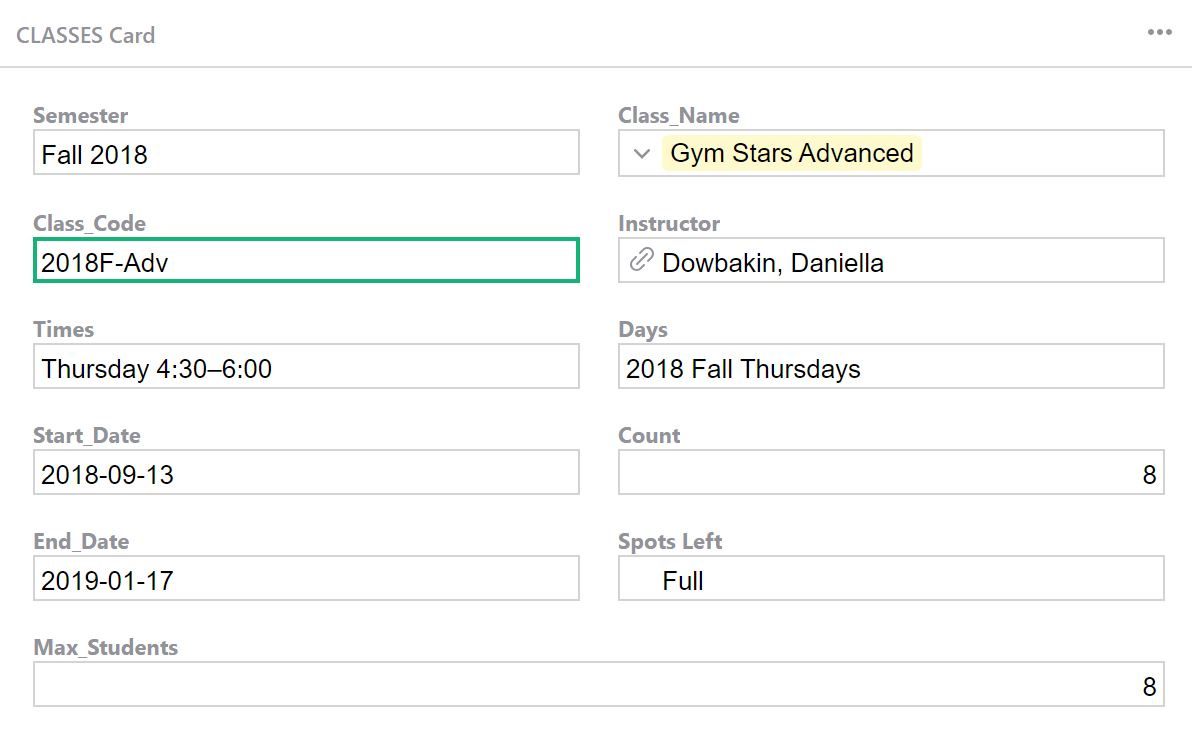 CLASSES Card
Semester
Fall 2018
Class_Name
Gym Stars Advanced
Class_Code
2018F-Adv
Instructor
Dowbakin, Daniella
Times
Thursday 4:30–6:00
Days
2018 Fall Thursdays
Start_Date
2018-09-13
Count
8
End_Date
2019-01-17
Spots Left
Full
Max_Students
8